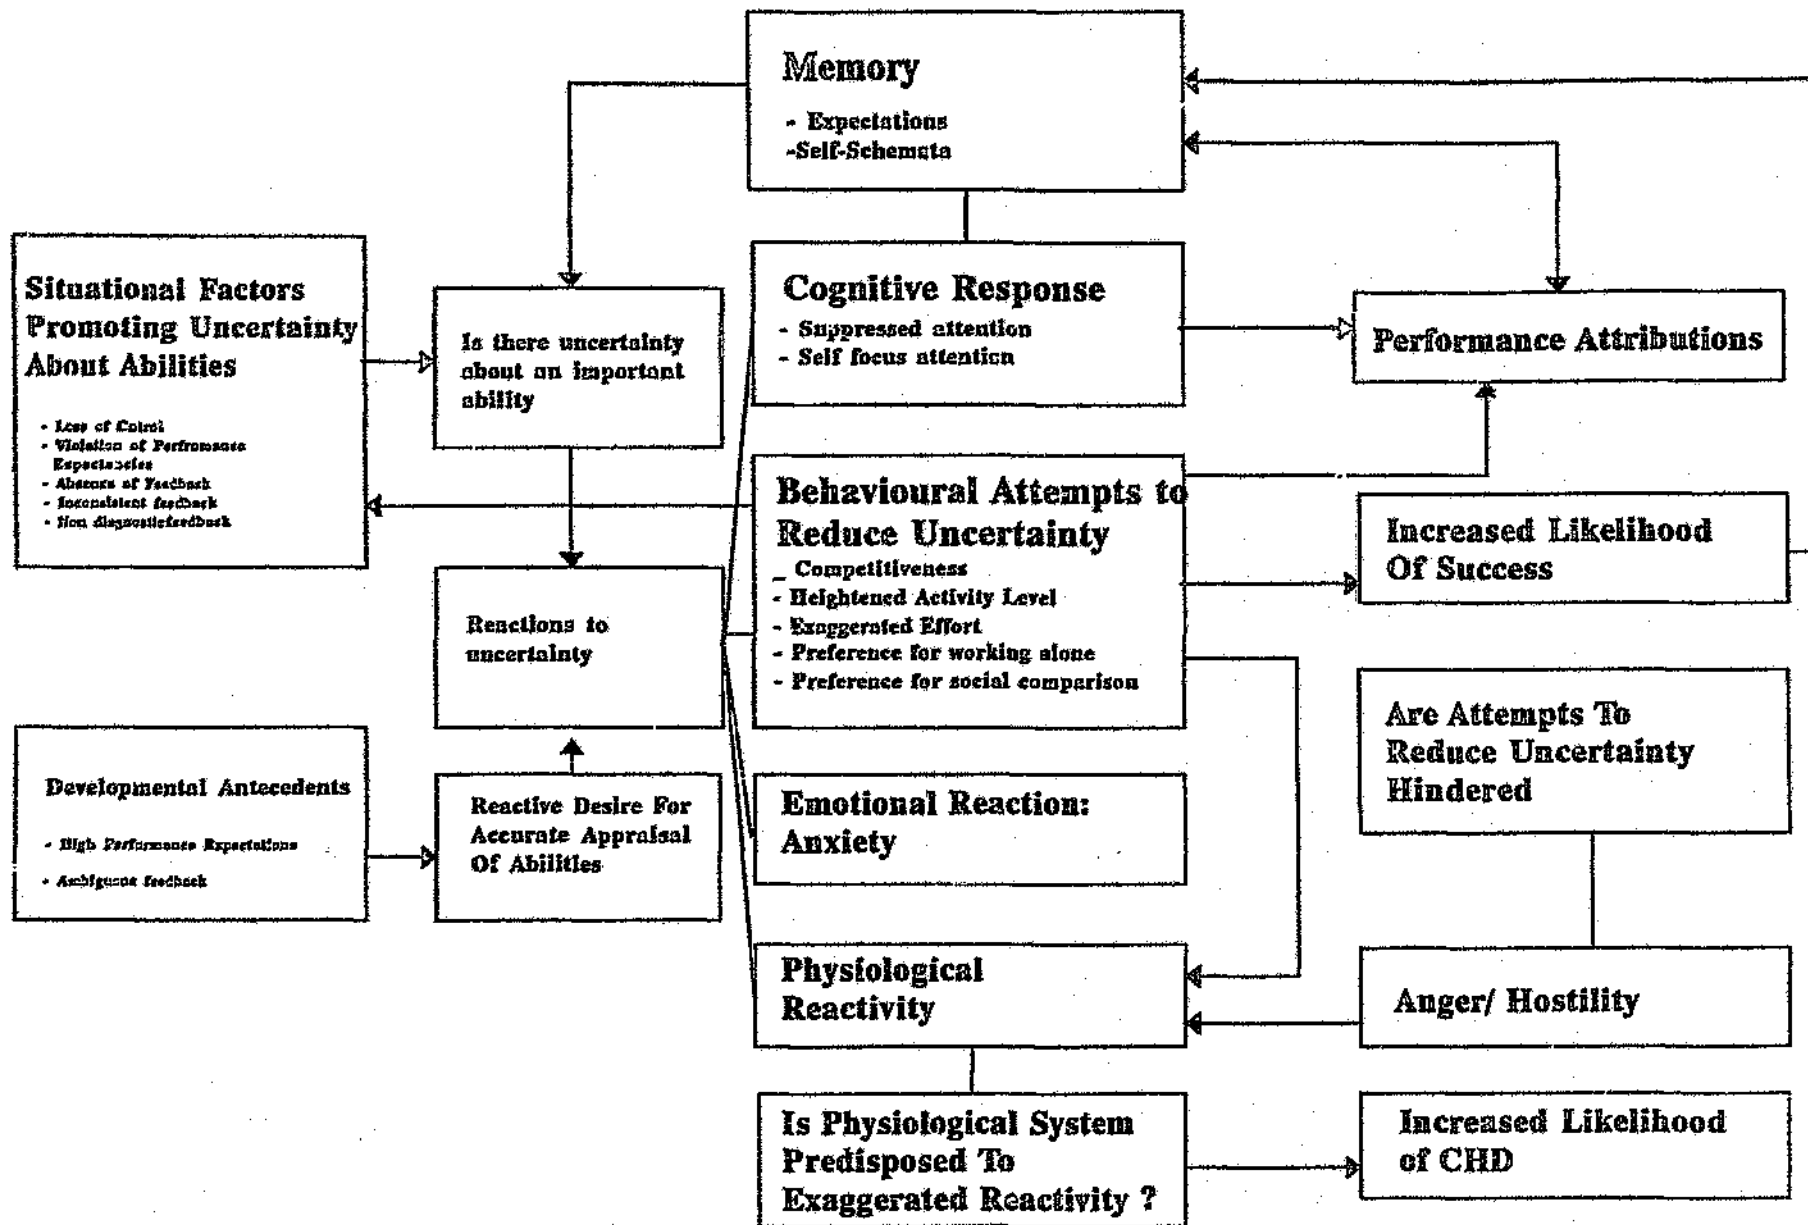 Memory
- Expectations
-Self-Schemata
Situational Factors
Promoting Uncertainty
About Abilities
- Loss of Cotrol
- Violation of Perfromance
Expectancies
- Absence of Feedback
- Inconsistent feedback
- Non diagnosticfeedback
Is there uncertainty
about an important
ability
Cognitive Response
- Suppressed attention
- Self focus attention
Performance Attributions
Behavioural Attempts to
Reduce Uncertainty
_ Competitiveness
- Heightened Activity Level
- Exaggerated Effort
- Preference for working alone
- Preference for social comparison
Increased Likelihood
Of Success
Reactions to
uncertainty
Are Attempts To
Reduce Uncertainty
Hindered
Developmental Antecedents
- High Performance Expectations
- Ambiguous feedback
Reactive Desire For
Accurate Appraisal
Of Abilities
Emotional Reaction:
Anxiety
Physiological
Reactivity
Anger/ Hostility
Is Physiological System
Predisposed To
Exaggerated Reactivity ?
Increased Likelihood
of CHD